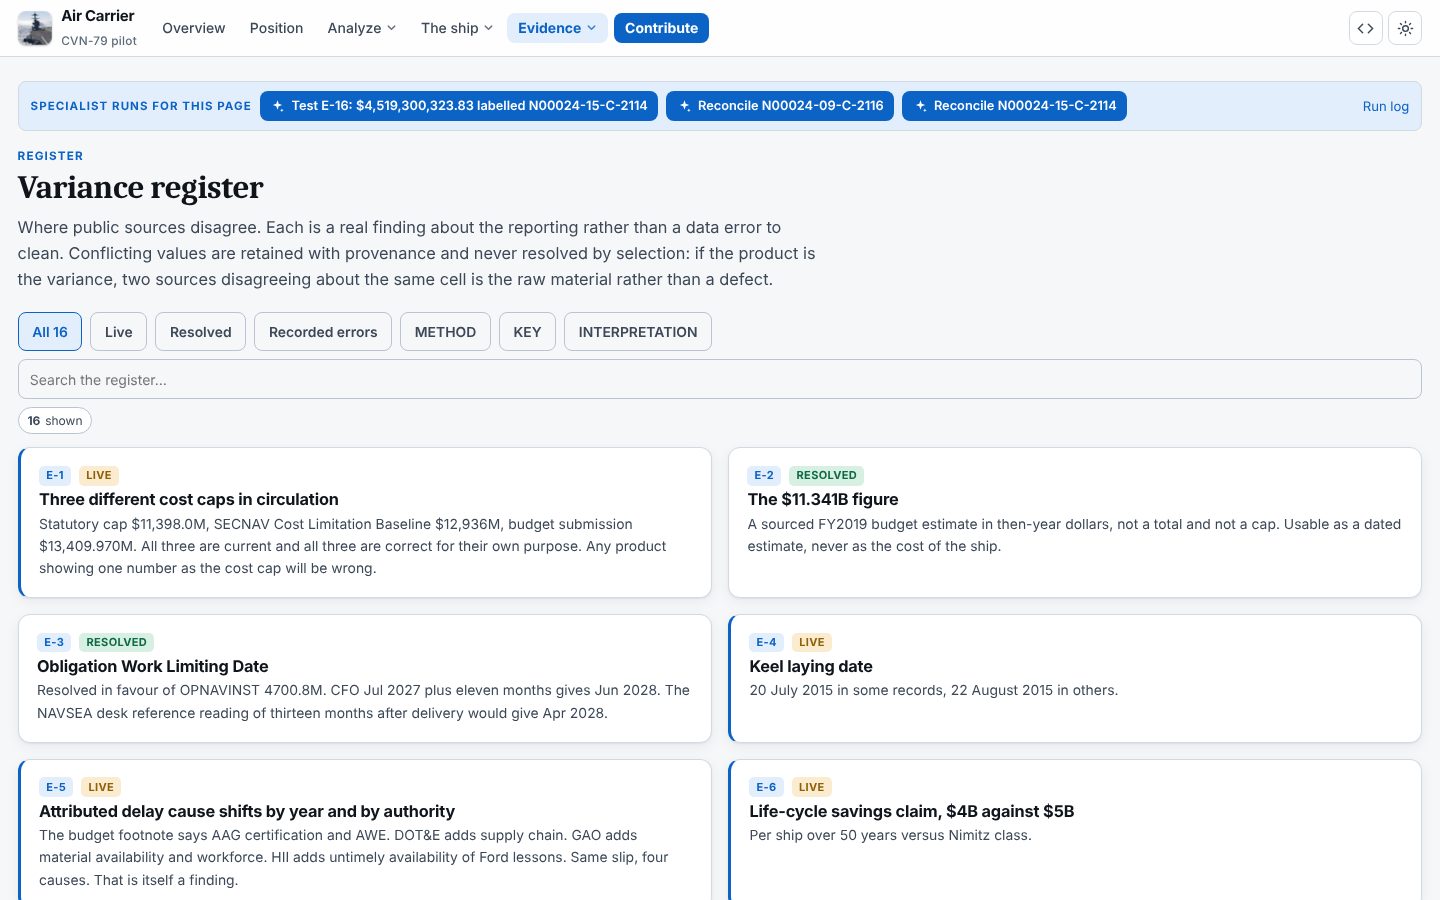 Air Carrier
CVN-79 pilot
Overview
Position
Analyze
The ship
Evidence
Contribute
SPECIALIST RUNS FOR THIS PAGE
Test E-16: $4,519,300,323.83 labelled N00024-15-C-2114
Reconcile N00024-09-C-2116
Reconcile N00024-15-C-2114
Run log
REGISTER
Variance register
Where public sources disagree. Each is a real finding about the reporting rather than a data error to
clean. Conflicting values are retained with provenance and never resolved by selection: if the product is
the variance, two sources disagreeing about the same cell is the raw material rather than a defect.
All 16
Live
Resolved
Recorded errors
METHOD
KEY
INTERPRETATION
Search the register...
16 shown
E-1 LIVE
Three different cost caps in circulation
Statutory cap $11,398.0M, SECNAV Cost Limitation Baseline $12,936M, budget submission
$13,409.970M. All three are current and all three are correct for their own purpose. Any product
showing one number as the cost cap will be wrong.
E-2 RESOLVED
The $11.341B figure
A sourced FY2019 budget estimate in then-year dollars, not a total and not a cap. Usable as a dated
estimate, never as the cost of the ship.
E-3 RESOLVED
Obligation Work Limiting Date
Resolved in favour of OPNAVINST 4700.8M. CFO Jul 2027 plus eleven months gives Jun 2028. The
NAVSEA desk reference reading of thirteen months after delivery would give Apr 2028.
E-4 LIVE
Keel laying date
20 July 2015 in some records, 22 August 2015 in others.
E-5 LIVE
Attributed delay cause shifts by year and by authority
The budget footnote says AAG certification and AWE. DOT&E adds supply chain. GAO adds
material availability and workforce. HII adds untimely availability of Ford lessons. Same slip, four
causes. That is itself a finding.
E-6 LIVE
Life-cycle savings claim, $4B against $5B
Per ship over 50 years versus Nimitz class.